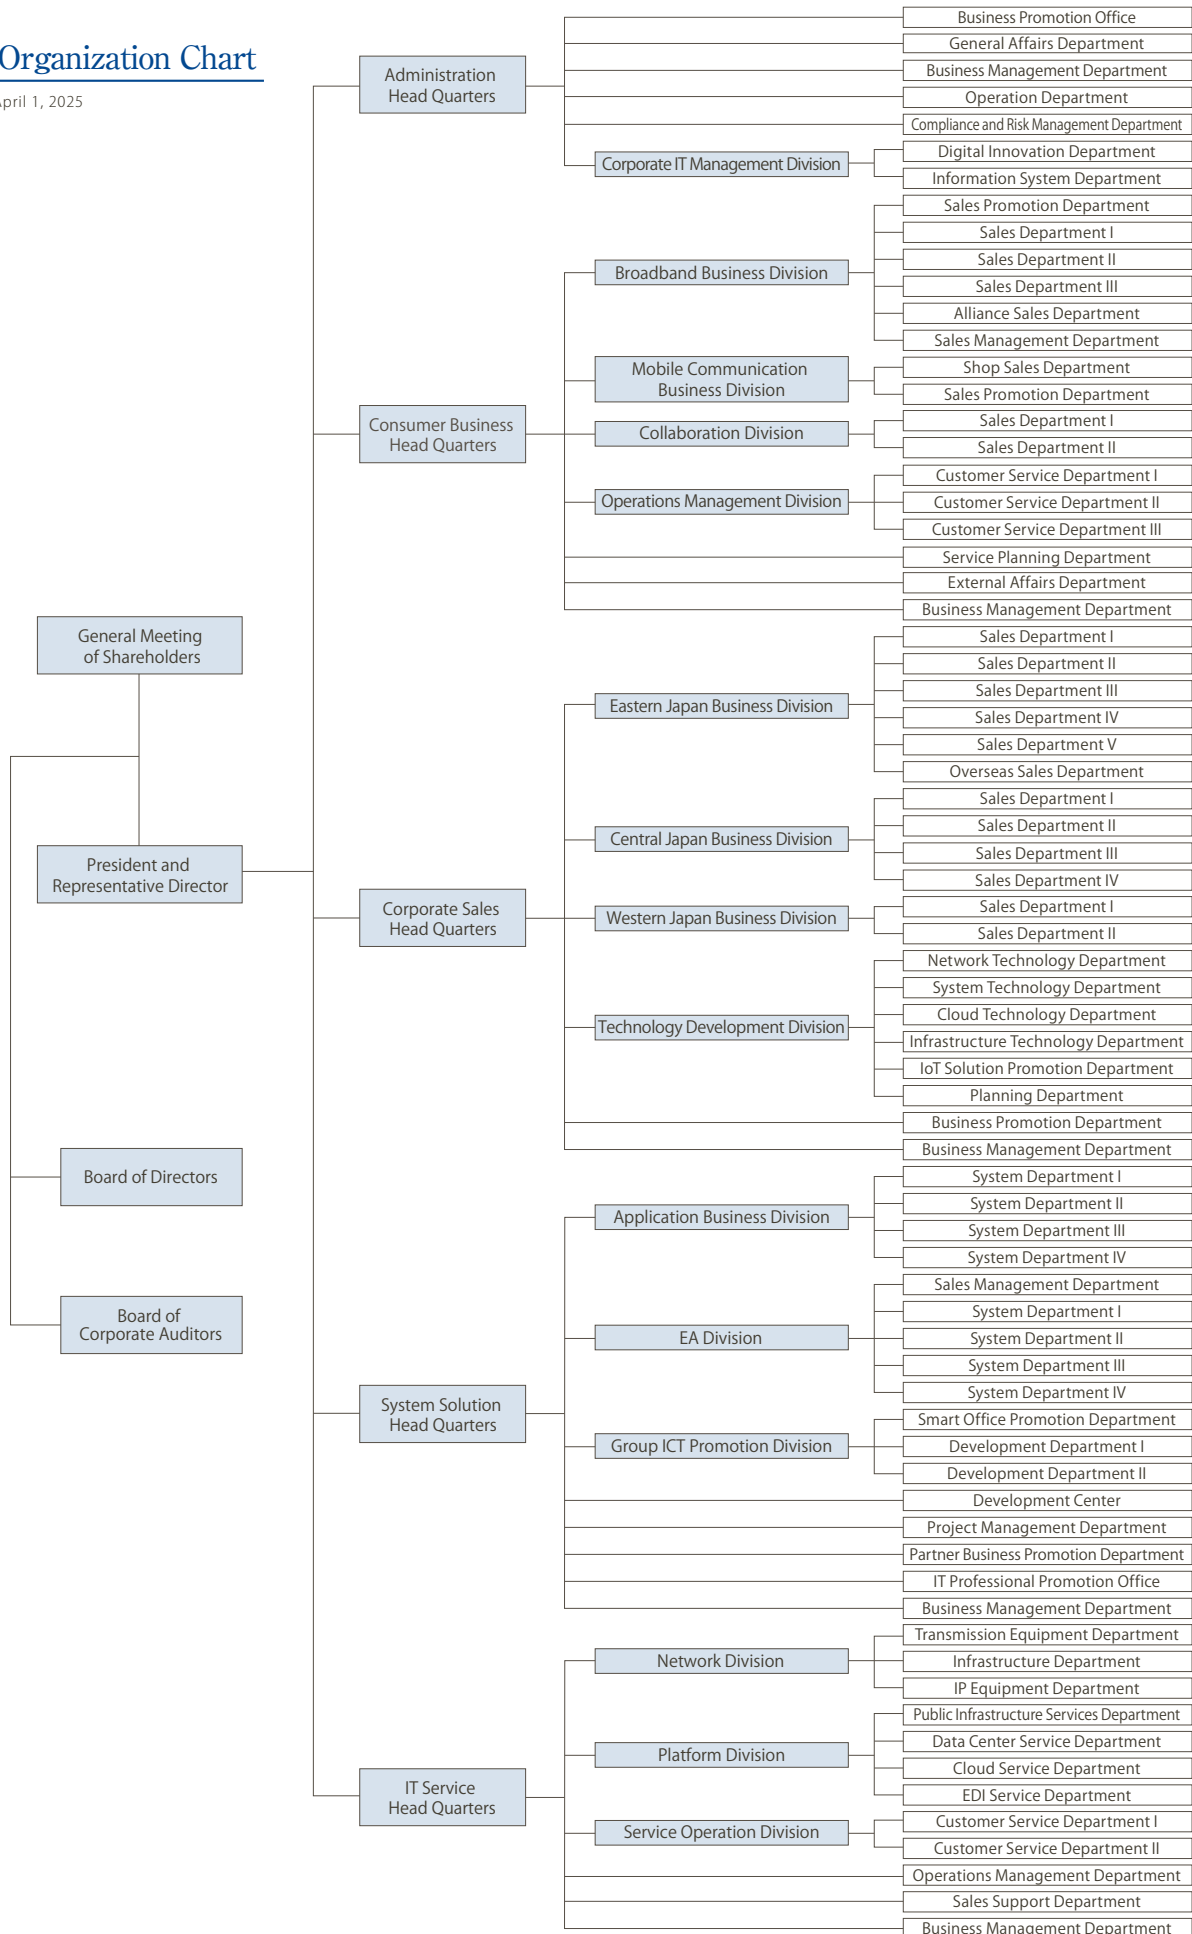 Organization Chart
April 1, 2025
General Meeting
of Shareholders
President and
Representative Director
Board of Directors
Board of
Corporate Auditors
Administration
Head Quarters
Business Promotion Office
General Affairs Department
Business Management Department
Operation Department
Compliance and Risk Management Department
Corporate IT Management Division
Digital Innovation Department
Information System Department
Consumer Business
Head Quarters
Broadband Business Division
Sales Promotion Department
Sales Department I
Sales Department II
Sales Department III
Alliance Sales Department
Sales Management Department
Mobile Communication
Business Division
Shop Sales Department
Sales Promotion Department
Collaboration Division
Sales Department I
Sales Department II
Operations Management Division
Customer Service Department I
Customer Service Department II
Customer Service Department III
Service Planning Department
External Affairs Department
Business Management Department
Corporate Sales
Head Quarters
Eastern Japan Business Division
Sales Department I
Sales Department II
Sales Department III
Sales Department IV
Sales Department V
Overseas Sales Department
Central Japan Business Division
Sales Department I
Sales Department II
Sales Department III
Sales Department IV
Western Japan Business Division
Sales Department I
Sales Department II
Technology Development Division
Network Technology Department
System Technology Department
Cloud Technology Department
Infrastructure Technology Department
IoT Solution Promotion Department
Planning Department
Business Promotion Department
Business Management Department
System Solution
Head Quarters
Application Business Division
System Department I
System Department II
System Department III
System Department IV
EA Division
Sales Management Department
System Department I
System Department II
System Department III
System Department IV
Group ICT Promotion Division
Smart Office Promotion Department
Development Department I
Development Department II
Development Center
Project Management Department
Partner Business Promotion Department
IT Professional Promotion Office
Business Management Department
IT Service
Head Quarters
Network Division
Transmission Equipment Department
Infrastructure Department
IP Equipment Department
Platform Division
Public Infrastructure Services Department
Data Center Service Department
Cloud Service Department
EDI Service Department
Service Operation Division
Customer Service Department I
Customer Service Department II
Operations Management Department
Sales Support Department
Business Management Department